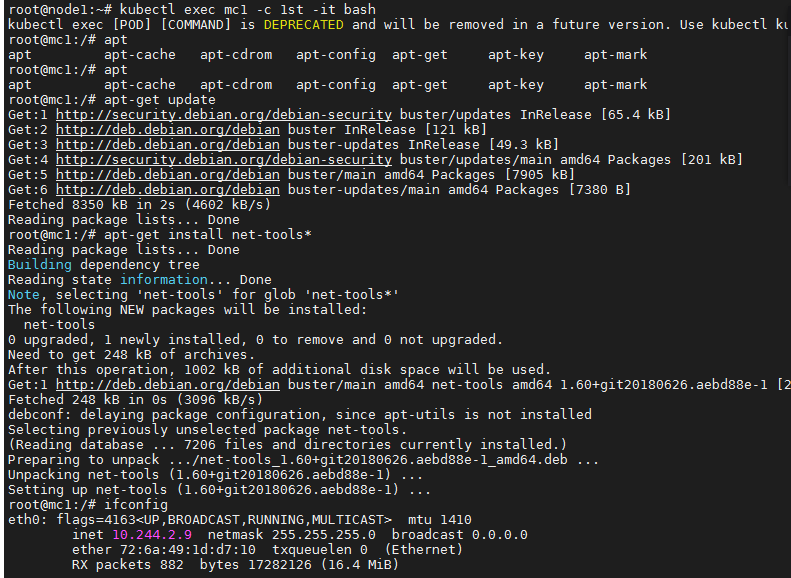 root@node1:~# kubectl exec mc1 -c 1st -it bash
kubectl exec [POD] [COMMAND] is DEPRECATED and will be removed in a future version. Use kubectl
root@mc1:/# apt
apt apt-cache apt-cdrom apt-config apt-get apt-key apt-mark
root@mc1:/# apt
apt apt-cache apt-cdrom apt-config apt-get apt-key apt-mark
root@mc1:/# apt-get update
Get:1 http://security.debian.org/debian-security buster/updates InRelease [65.4 kB]
Get:2 http://deb.debian.org/debian buster InRelease [121 kB]
Get:3 http://deb.debian.org/debian buster-updates InRelease [49.3 kB]
Get:4 http://security.debian.org/debian-security buster/updates/main amd64 Packages [201 kB]
Get:5 http://deb.debian.org/debian buster/main amd64 Packages [7905 kB]
Get:6 http://deb.debian.org/debian buster-updates/main amd64 Packages [7380 B]
Fetched 8350 kB in 2s (4602 kB/s)
Reading package lists... Done
root@mc1:/# apt-get install net-tools*
Reading package lists... Done
Building dependency tree
Reading state information... Done
Note, selecting 'net-tools' for glob 'net-tools*'
The following NEW packages will be installed:
net-tools
0 upgraded, 1 newly installed, 0 to remove and 0 not upgraded.
Need to get 248 kB of archives.
After this operation, 1002 kB of additional disk space will be used.
Get:1 http://deb.debian.org/debian buster/main amd64 net-tools amd64 1.60+git20180626.aebd88e-1 [2
Fetched 248 kB in 0s (3096 kB/s)
debconf: delaying package configuration, since apt-utils is not installed
Selecting previously unselected package net-tools.
(Reading database ... 7206 files and directories currently installed.)
Preparing to unpack .../net-tools_1.60+git20180626.aebd88e-1_amd64.deb ...
Unpacking net-tools (1.60+git20180626.aebd88e-1) ...
Setting up net-tools (1.60+git20180626.aebd88e-1) ...
root@mc1:/# ifconfig
eth0: flags=4163<UP,BROADCAST,RUNNING,MULTICAST> mtu 1410
inet 10.244.2.9 netmask 255.255.255.0 broadcast 0.0.0.0
ether 72:6a:49:1d:d7:10 txqueuelen 0 (Ethernet)
RX packets 882 bytes 17282126 (16.4 MiB)